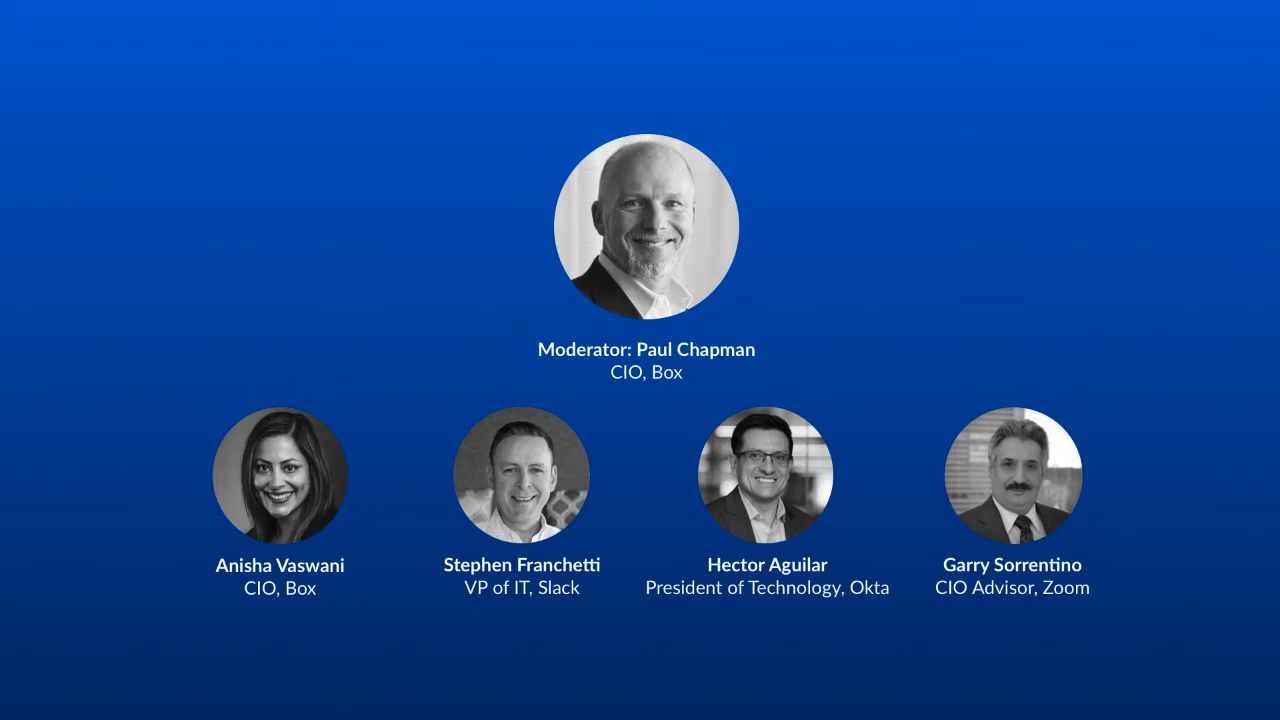 Moderator: Paul Chapman
CIO, Box
Anisha Vaswani
CIO, Box
Stephen Franchetti
VP of IT, Slack
Hector Aguilar
President of Technology, Okta
Garry Sorrentino
CIO Advisor, Zoom